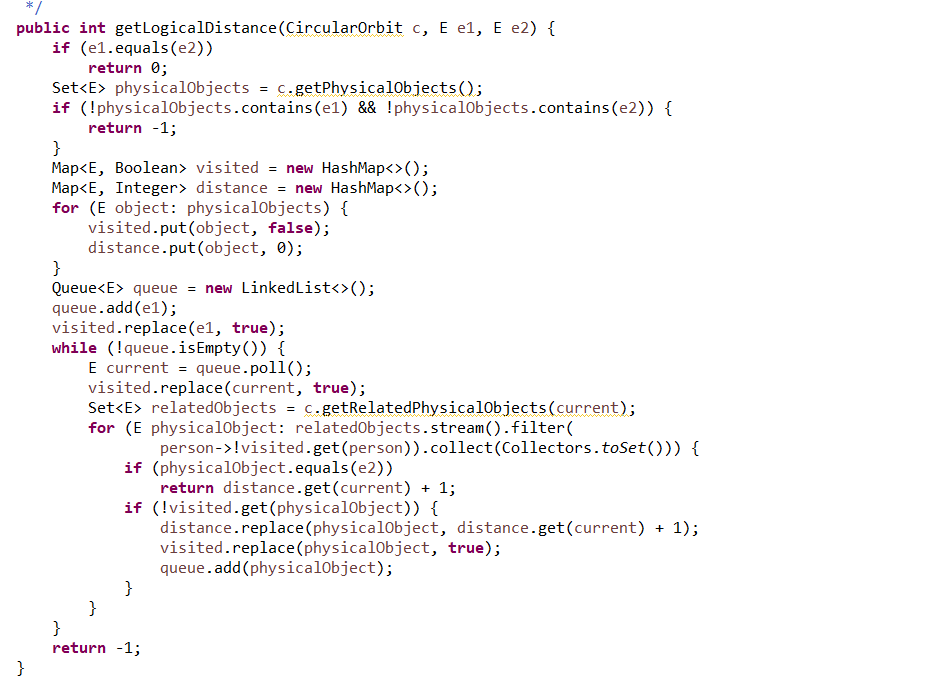 */
public int getLogicalDistance(CircularOrbit c, E e1, E e2) {
    if (e1.equals(e2))
        return 0;
    Set<E> physicalObjects = c.getPhysicalObjects();
    if (!physicalObjects.contains(e1) && !physicalObjects.contains(e2)) {
        return -1;
    }
    Map<E, Boolean> visited = new HashMap<>();
    Map<E, Integer> distance = new HashMap<>();
    for (E object: physicalObjects) {
        visited.put(object, false);
        distance.put(object, 0);
    }
    Queue<E> queue = new LinkedList<>();
    queue.add(e1);
    visited.replace(e1, true);
    while (!queue.isEmpty()) {
        E current = queue.poll();
        visited.replace(current, true);
        Set<E> relatedObjects = c.getRelatedPhysicalObjects(current);
        for (E physicalObject: relatedObjects.stream().filter(
                person->!visited.get(person)).collect(Collectors.toSet())) {
            if (physicalObject.equals(e2))
                return distance.get(current) + 1;
            if (!visited.get(physicalObject)) {
                distance.replace(physicalObject, distance.get(current) + 1);
                visited.replace(physicalObject, true);
                queue.add(physicalObject);
            }
        }
    }
    return -1;
}